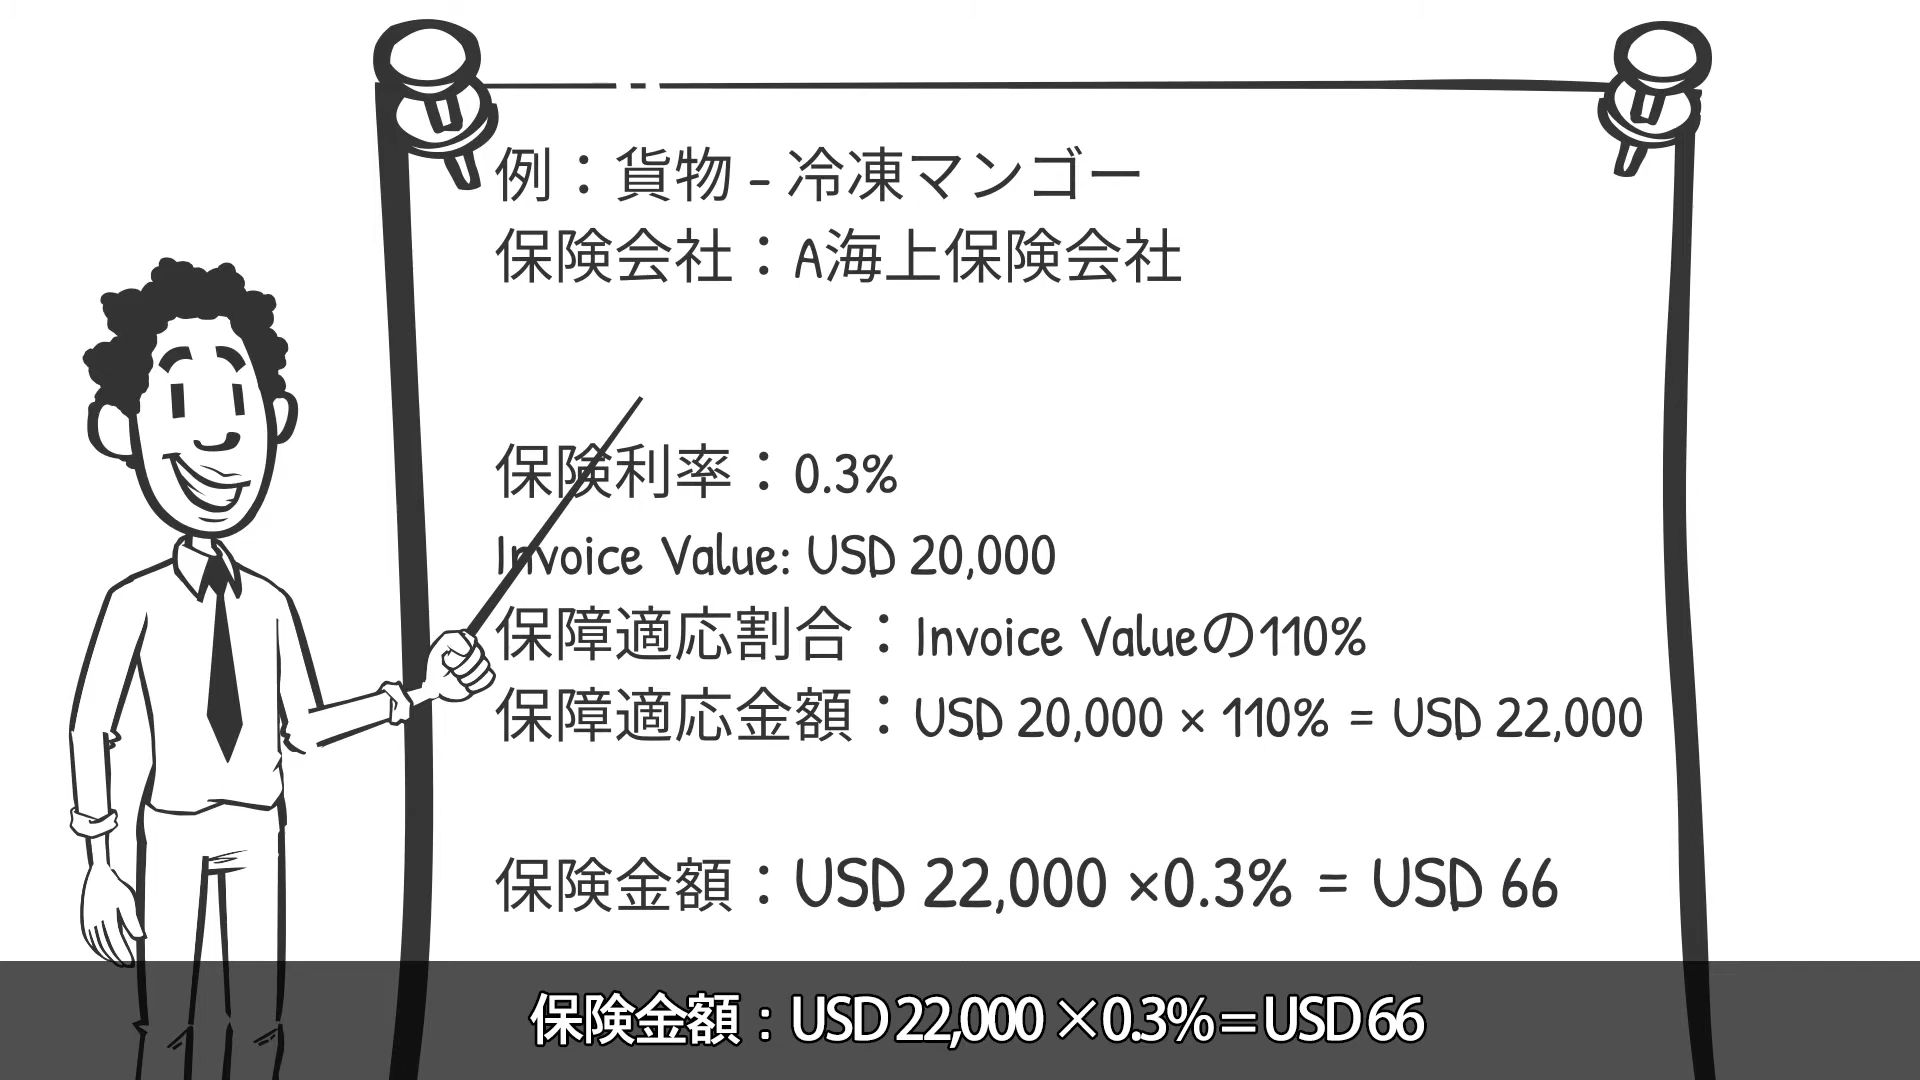 例：貨物 - 冷凍マンゴー
保険会社：A海上保険会社
保険利率：0.3%
Invoice Value: USD 20,000
保障適応割合：Invoice Valueの110%
保障適応金額：USD 20,000 × 110% = USD 22,000
保険金額：USD 22,000 ×0.3% = USD 66
保険金額：USD 22,000 ×0.3%＝USD 66